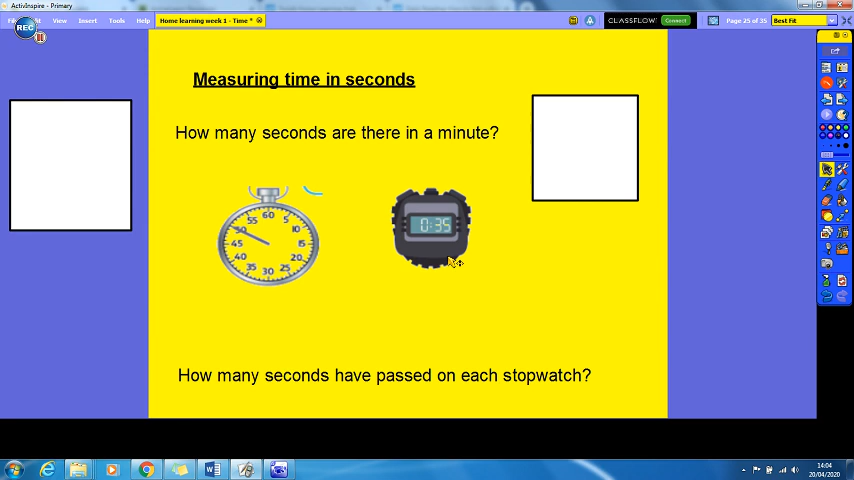 ActivInspire - Primary
File
View
Insert
Tools
Help
Home learning week 1 - Time *
CLASSFLOW
Connect
Page 25 of 35
Best Fit
REC
Measuring time in seconds
How many seconds are there in a minute?
60
55
5
50
10
45
15
40
20
35
25
30
0:35
How many seconds have passed on each stopwatch?
14:04
20/04/2020